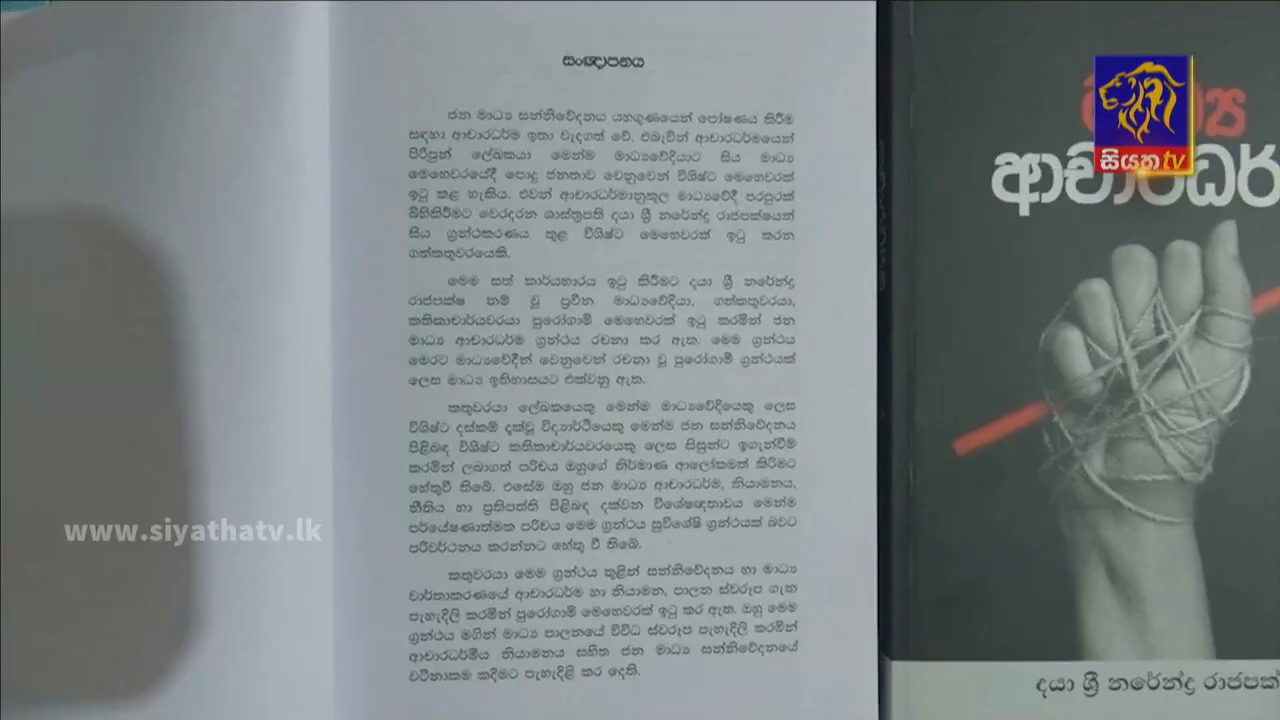 සංඥාපනය
ජන මාධ්‍ය සන්නිවේදනය යහගුණයෙන් පෝෂණය කිරීම
සඳහා ආචාරධර්ම ඉතා වැදගත් වේ. එබැවින් ආචාරධර්මයෙන්
පිරිපුන් ලේඛකයා මෙන්ම මාධ්‍යවේදියාට සිය මාධ්‍ය
මෙහෙවරයේදී පොදු ජනතාව වෙනුවෙන් විශිෂ්ට මෙහෙවරක්
ඉටු කළ හැකිය. එවන් ආචාරධර්මානුකූල මාධ්‍යවේදී පරපුරක්
බිහිකිරීමට වෙරදරන ශාස්ත්‍රපති දයා ශ්‍රී නරේන්ද්‍ර රාජපක්ෂයන්
සිය ග්‍රන්ථකරණය තුළ විශිෂ්ට මෙහෙවරක් ඉටු කරන
ගත්කතුවරයෙකි.
මෙම සත් කාර්යභාරය ඉටු කිරීමට දයා ශ්‍රී නරේන්ද්‍ර
රාජපක්ෂ නම් වූ ප්‍රවීන මාධ්‍යවේදියා, ගත්කතුවරයා,
කතිකාචාර්යවරයා පුරෝගාමි මෙහෙවරක් ඉටු කරමින් ජන
මාධ්‍ය ආචාරධර්ම ග්‍රන්ථය රචනා කර ඇත. මෙම ග්‍රන්ථය
මෙරට මාධ්‍යවේදීන් වෙනුවෙන් රචනා වූ පුරෝගාමී ග්‍රන්ථයක්
ලෙස මාධ්‍ය ඉතිහාසයට එක්වනු ඇත.
කතුවරයා ලේඛකයෙකු මෙන්ම මාධ්‍යවේදියෙකු ලෙස
විශිෂ්ට දස්කම් දැක්වූ විද්‍යාර්ථියෙකු මෙන්ම ජන සන්නිවේදනය
පිළිබඳ විශිෂ්ට කතිකාචාර්යවරයෙකු ලෙස සිසුන්ට ඉගැන්වීම්
කරමින් ලබාගත් පරිචය ඔහුගේ නිර්මාණ ආලෝකමත් කිරීමට
හේතුවී තිබේ. එසේම ඔහු ජන මාධ්‍ය ආචාරධර්ම, නියාමනය,
නීතිය හා ප්‍රතිපත්ති පිළිබඳ දක්වන විශේෂඥතාවය මෙන්ම
පර්යේෂණාත්මක පරිචය මෙම ග්‍රන්ථය සුවිශේෂී ග්‍රන්ථයක් බවට
පරිවර්ථනය කරන්නට හේතු වී තිබේ.
කතුවරයා මෙම ග්‍රන්ථය තුළින් සන්නිවේදනය හා මාධ්‍ය
වාර්තාකරණයේ ආචාරධර්ම හා නියාමන, පාලන ස්වරූප ගැන
පැහැදිලි කරමින් පුරෝගාමී මෙහෙවරක් ඉටු කර ඇත. ඔහු මෙම
ග්‍රන්ථය මගින් මාධ්‍ය පාලනයේ විවිධ ස්වරූප පැහැදිලි කරමින්
ආචාරධර්මීය නියාමනය සහිත ජන මාධ්‍ය සන්නිවේදනයේ
වටිනාකම කදිමට පැහැදිළි කර දෙති.
සියත tv
දයා ශ්‍රී නරේන්ද්‍ර රාජපක්
www.siyathatv.lk